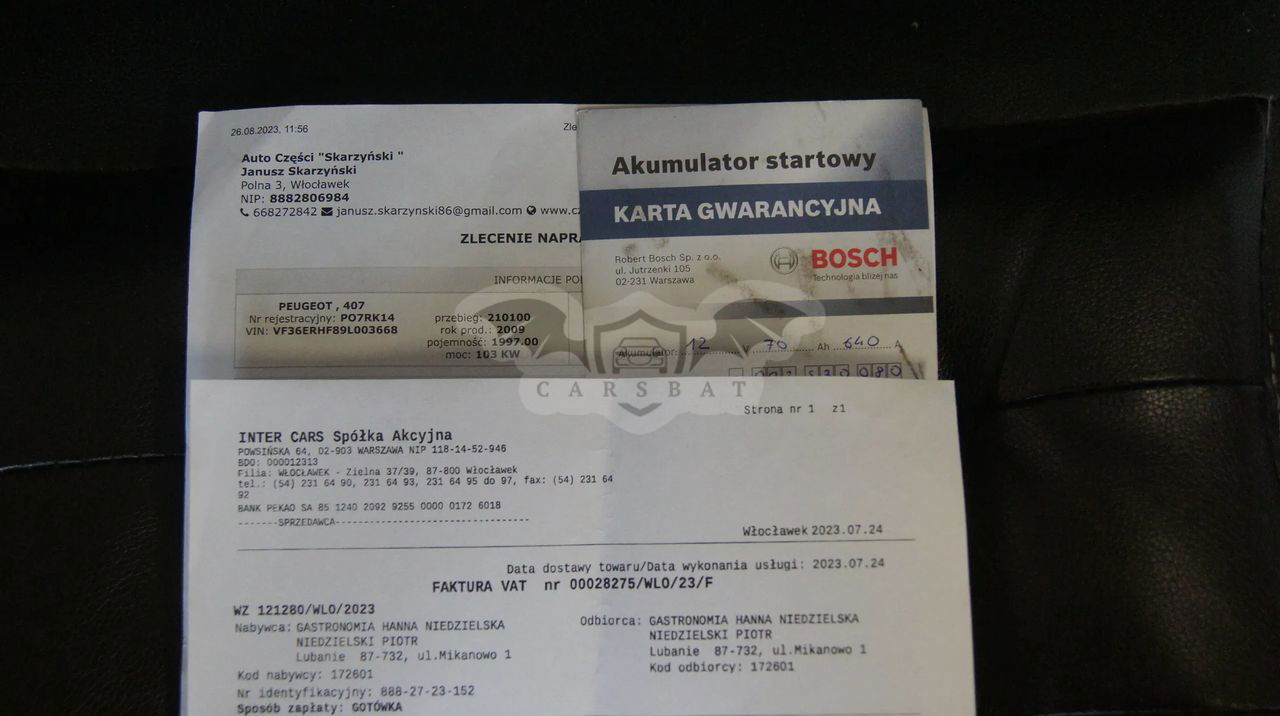 26.08.2023, 11:56
Zle
Auto Części "Skarzyński "
Janusz Skarzyński
Polna 3, Włocławek
NIP: 8882806984
668272842 janusz.skarzynski86@gmail.com www.cz
ZLECENIE NAPRA
INFORMACJE POJ
PEUGEOT , 407
Nr rejestracyjny: PO7RK14
VIN: VF36ERHF89L003668
przebieg: 210100
rok prod.: 2009
pojemność: 1997.00
moc: 103 KW
Akumulator startowy
KARTA GWARANCYJNA
Robert Bosch Sp. z o.o.
ul. Jutrzenki 105
02-231 Warszawa
BOSCH
Technologia bliżej nas
Akumulator: 12 V 70 Ah 640 A
CARSBAT
Strona nr 1 z1
INTER CARS Spółka Akcyjna
POWSIŃSKA 64, 02-903 WARSZAWA NIP 118-14-52-946
BDO: 000012313
Filia: WŁOCŁAWEK - Zielna 37/39, 87-800 Włocławek
tel.: (54) 231 64 90, 231 64 93, 231 64 95 do 97, fax: (54) 231 64
92
BANK PEKAO SA 85 1240 2092 9255 0000 0172 6018
-------SPRZEDAWCA-------
Włocławek 2023.07.24
Data dostawy towaru/Data wykonania usługi: 2023.07.24
FAKTURA VAT nr 00028275/WLO/23/F
WZ 121280/WLO/2023
Nabywca: GASTRONOMIA HANNA NIEDZIELSKA
NIEDZIELSKI PIOTR
Lubanie 87-732, ul.Mikanowo 1
Kod nabywcy: 172601
Nr identyfikacyjny: 888-27-23-152
Sposób zapłaty: GOTÓWKA
Odbiorca: GASTRONOMIA HANNA NIEDZIELSKA
NIEDZIELSKI PIOTR
Lubanie 87-732, ul.Mikanowo 1
Kod odbiorcy: 172601